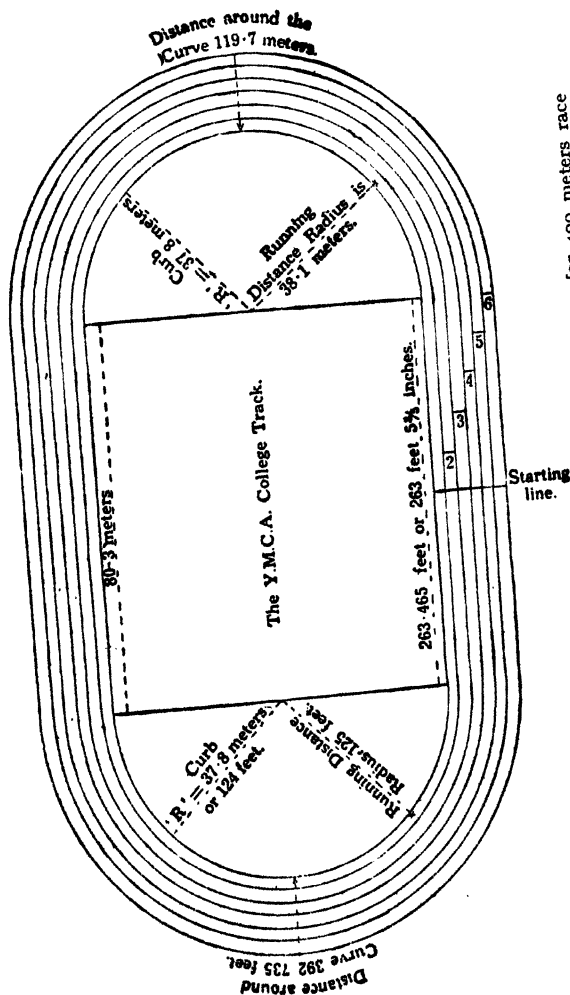 Distance around the
Curve 119·7 meters.
Curb
'R' = 37·8 meters
Running
Distance Radius is
38·1 meters.
80-3 meters
The Y.M.C.A. College Track.
263·465 feet or 263 feet 5⅝ inches.
2
3
4
5
6
Starting
line.
Curb
'R' = 37·8 meters
or 124 feet.
Running Distance
Radius 125 feet.
Distance around
Curve 392 735 feet.
for 400 meters race